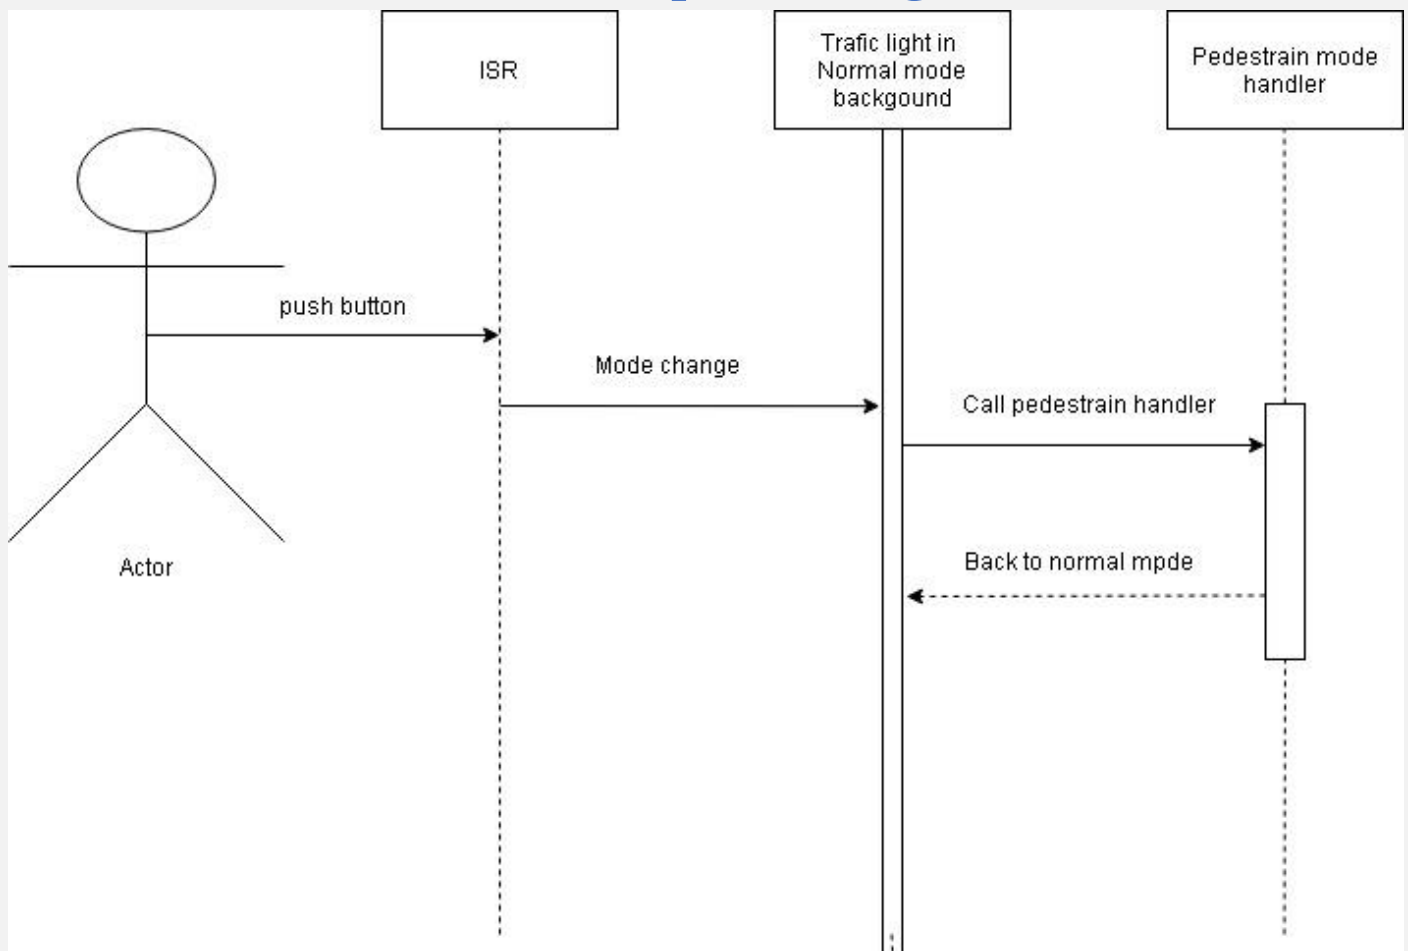 ISR
Trafic light in
Normal mode
backgound
Pedestrain mode
handler
push button
Mode change
Call pedestrain handler
Back to normal mpde
Actor